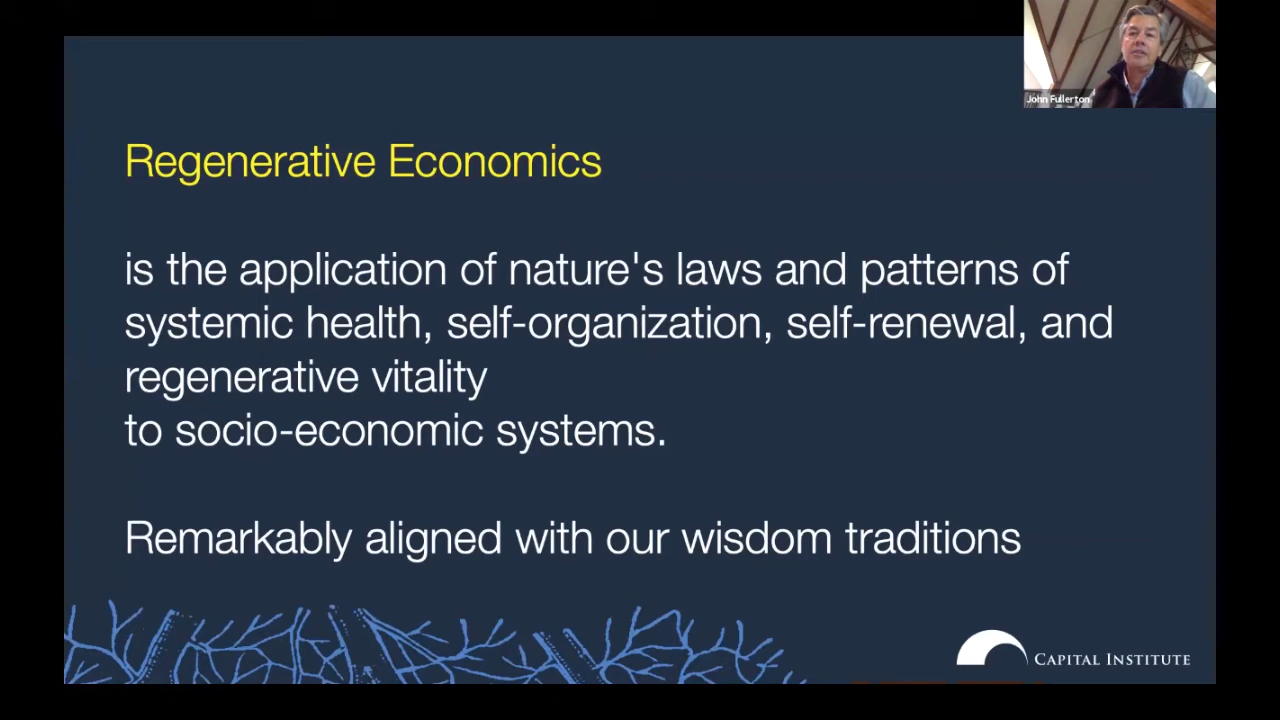 John Fullerton
Regenerative Economics
is the application of nature's laws and patterns of
systemic health, self-organization, self-renewal, and
regenerative vitality
to socio-economic systems.
Remarkably aligned with our wisdom traditions
CAPITAL INSTITUTE